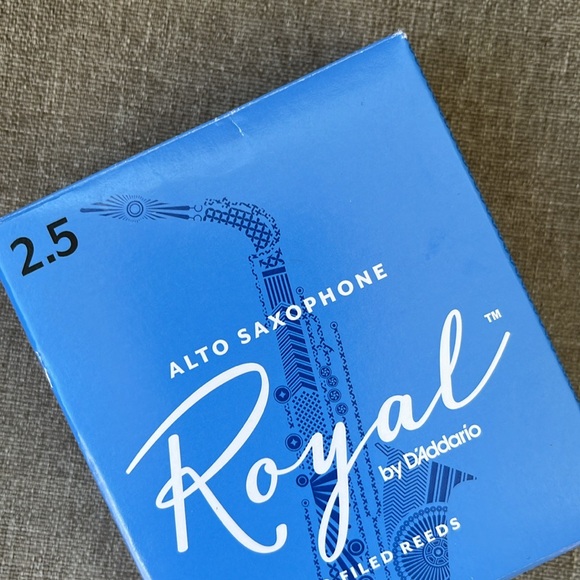 2.5
ALTO SAXOPHONE
Royal™
by D'Addario
FILED REEDS